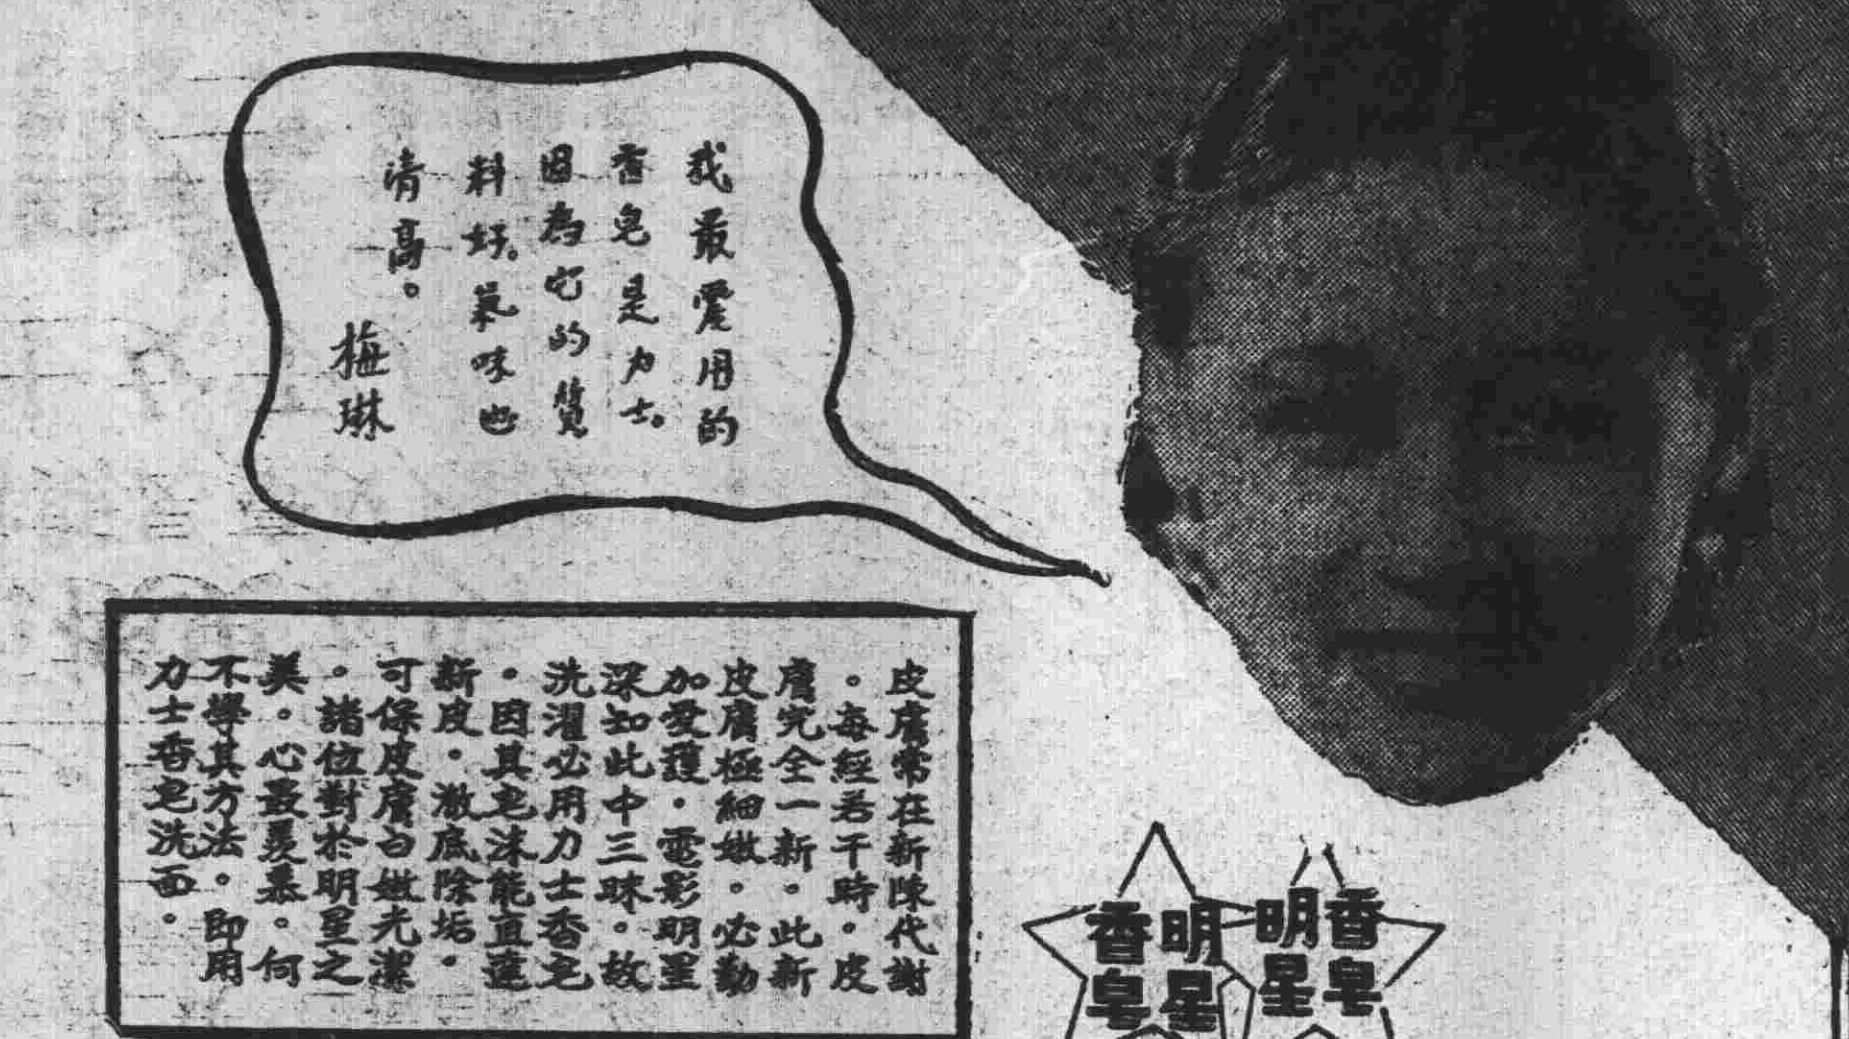 我最愛用的
香皂是力士。
因為它的質
料好。氣味也
清高。
梅琳
皮膚常在新陳代謝
。每經若干時。皮
膚完全一新。此新
皮膚極細嫩。必勤
加愛護。電影明星
深知此中三昧。故
洗濯必用力士香皂
。因其皂沫能直達
新皮。澈底除垢。
可保皮膚白嫩光潔
。諸位對於明星之
美。心最羨慕。何
不學其方法。即用
力士香皂洗面。
香皂
明星
明星
香皂